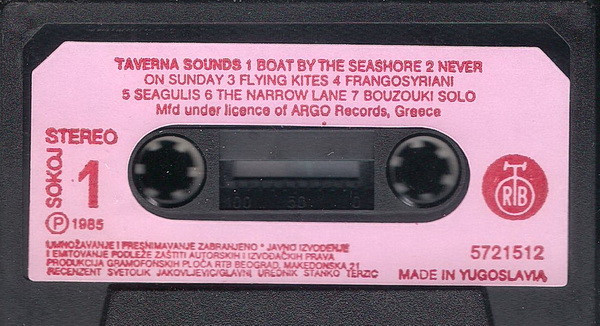 TAVERNA SOUNDS 1 BOAT BY THE SEASHORE 2 NEVER
ON SUNDAY 3 FLYING KITES 4 FRANGOSYRIANI
5 SEAGULIS 6 THE NARROW LANE 7 BOUZOUKI SOLO
Mfd under licence of ARGO Records, Greece
STEREO
SOKOJ
1
P 1985
100 50 0
RTB
5721512
UMNOŽAVANJE I PRESNIMAVANJE ZABRANJENO * JAVNO IZVOĐENJE
I EMITOVANJE PODLEŽE ZAŠTITI AUTORSKIH I IZVOĐAČKIH PRAVA
PRODUKCIJA GRAMOFONSKIH PLOČA RTB BEOGRAD, MAKEDONSKA 21
RECENZENT SVETOLIK JAKOVLJEVIĆ/GLAVNI UREDNIK STANKO TERZIĆ
MADE IN YUGOSLAVIA